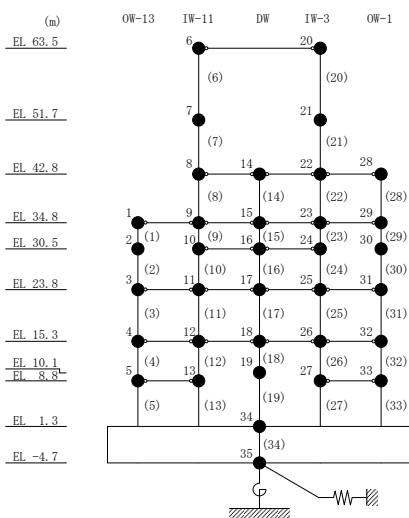 (m) OW-13 IW-11 DW IW-3 OW-1
EL 63.5 6 20
(6) (20)
EL 51.7 7 21
(7) (21)
EL 42.8 8 14 22 28
(8) (14) (22) (28)
EL 34.8 1 9 15 23 29
(1) (9) (15) (23) (29)
EL 30.5 2 10 16 24 30
(2) (10) (16) (24) (30)
EL 23.8 3 11 17 25 31
(3) (11) (17) (25) (31)
EL 15.3 4 12 18 26 32
(4) (12) (18) (26) (32)
EL 10.1 19
EL 8.8 5 13 27 33
(5) (13) (19) (27) (33)
EL 1.3 34
(34)
EL -4.7 35